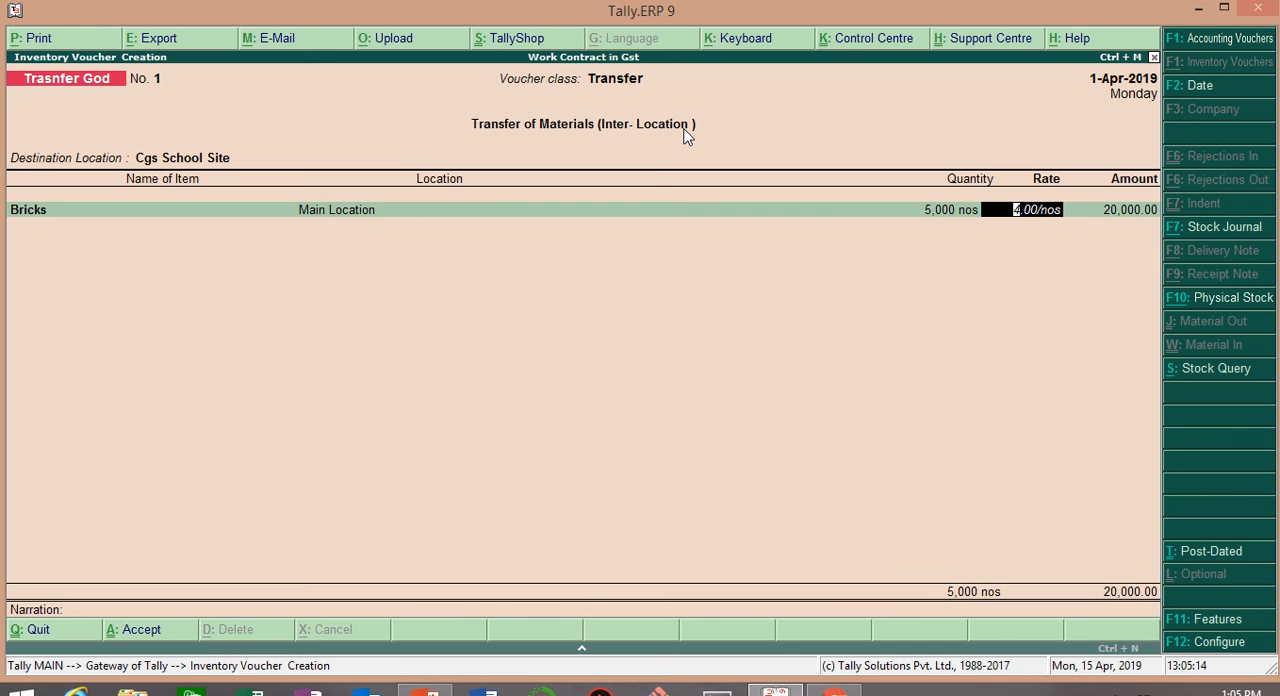 Tally.ERP 9
P: Print E: Export M: E-Mail O: Upload S: TallyShop G: Language K: Keyboard K: Control Centre H: Support Centre H: Help
Inventory Voucher Creation Work Contract in Gst Ctrl + M
Trasnfer God No. 1 Voucher class: Transfer 1-Apr-2019
Monday
Transfer of Materials (Inter- Location )
Destination Location : Cgs School Site
Name of Item Location Quantity Rate Amount
Bricks Main Location 5,000 nos 4.00/nos 20,000.00
5,000 nos 20,000.00
Narration:
Q: Quit A: Accept D: Delete X: Cancel
Ctrl + N
Tally MAIN --> Gateway of Tally --> Inventory Voucher Creation (c) Tally Solutions Pvt. Ltd., 1988-2017 Mon, 15 Apr, 2019 13:05:14
F1: Accounting Vouchers
F1: Inventory Vouchers
F2: Date
F3: Company
F6: Rejections In
F6: Rejections Out
F7: Indent
F7: Stock Journal
F8: Delivery Note
F9: Receipt Note
F10: Physical Stock
J: Material Out
W: Material In
S: Stock Query
T: Post-Dated
L: Optional
F11: Features
F12: Configure
1:05 PM